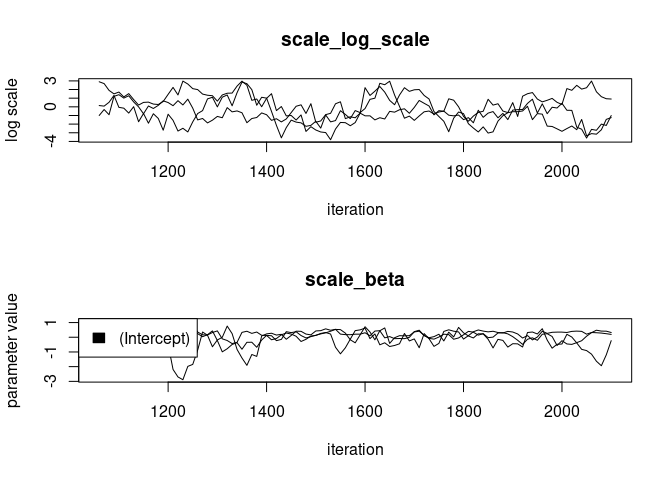 scale_log_scale
log scale
3
0
-4
1200 1400 1600 1800 2000
iteration
scale_beta
parameter value
1
-1
-3
(Intercept)
1200 1400 1600 1800 2000
iteration